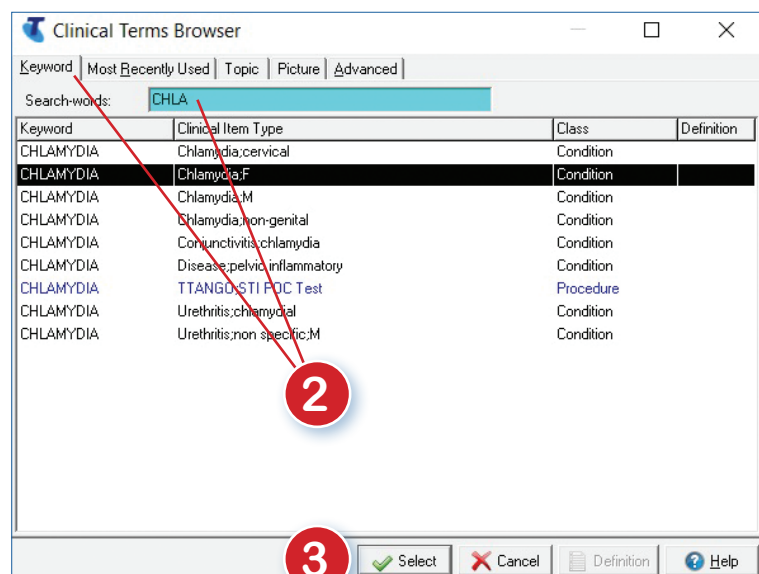 Clinical Terms Browser
Keyword Most Recently Used Topic Picture Advanced
Search-words: CHLA
Keyword Clinical Item Type Class Definition
CHLAMYDIA Chlamydia;cervical Condition
CHLAMYDIA Chlamydia;F Condition
CHLAMYDIA Chlamydia;M Condition
CHLAMYDIA Chlamydia;non-genital Condition
CHLAMYDIA Conjunctivitis;chlamydia Condition
CHLAMYDIA Disease;pelvic inflammatory Condition
CHLAMYDIA TTANGO;STI POC Test Procedure
CHLAMYDIA Urethritis;chlamydial Condition
CHLAMYDIA Urethritis;non specific;M Condition
2
3 Select Cancel Definition Help